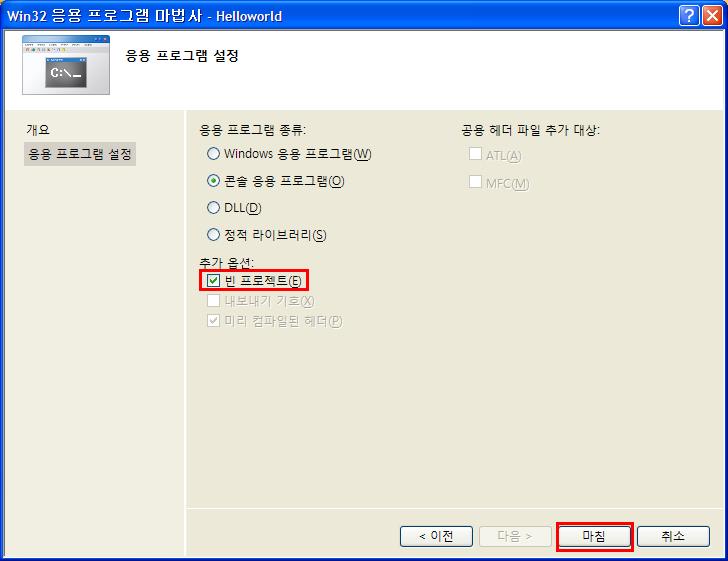 Win32 응용 프로그램 마법사 - Helloworld
C:\_
응용 프로그램 설정
개요
응용 프로그램 설정
응용 프로그램 종류:
Windows 응용 프로그램(W)
콘솔 응용 프로그램(O)
DLL(D)
정적 라이브러리(S)
추가 옵션:
빈 프로젝트(E)
내보내기 기호(X)
미리 컴파일된 헤더(P)
공용 헤더 파일 추가 대상:
ATL(A)
MFC(M)
< 이전
다음 >
마침
취소